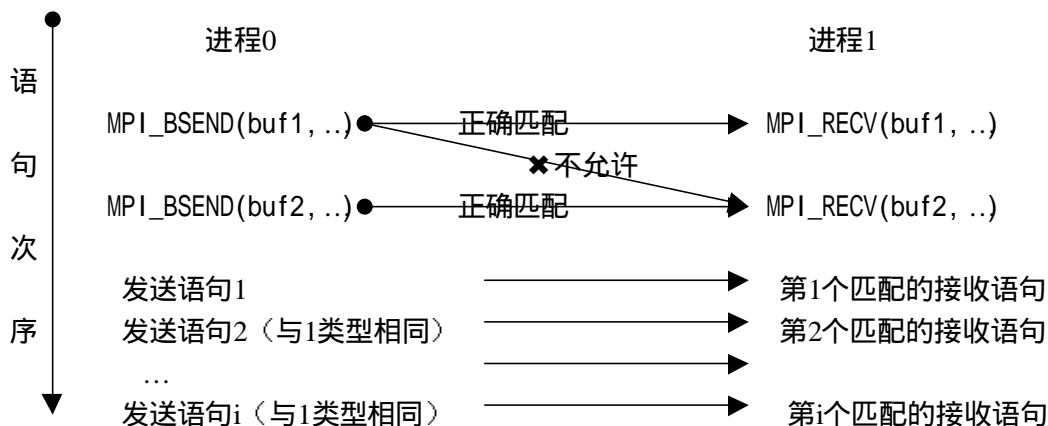 进程0 进程1
语
MPI_BSEND(buf1, ..) 正确匹配 MPI_RECV(buf1, ..)
句 ✖不允许
MPI_BSEND(buf2, ..) 正确匹配 MPI_RECV(buf2, ..)
次
发送语句1 第1个匹配的接收语句
序 发送语句2（与1类型相同） 第2个匹配的接收语句
…
发送语句i（与1类型相同） 第i个匹配的接收语句